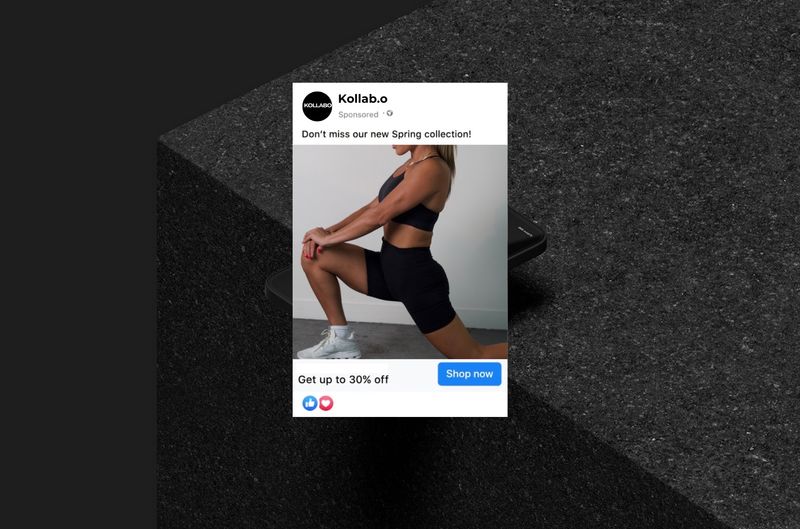 KOLLABO
Kollab.o
Sponsored ·
Don't miss our new Spring collection!
Get up to 30% off
Shop now